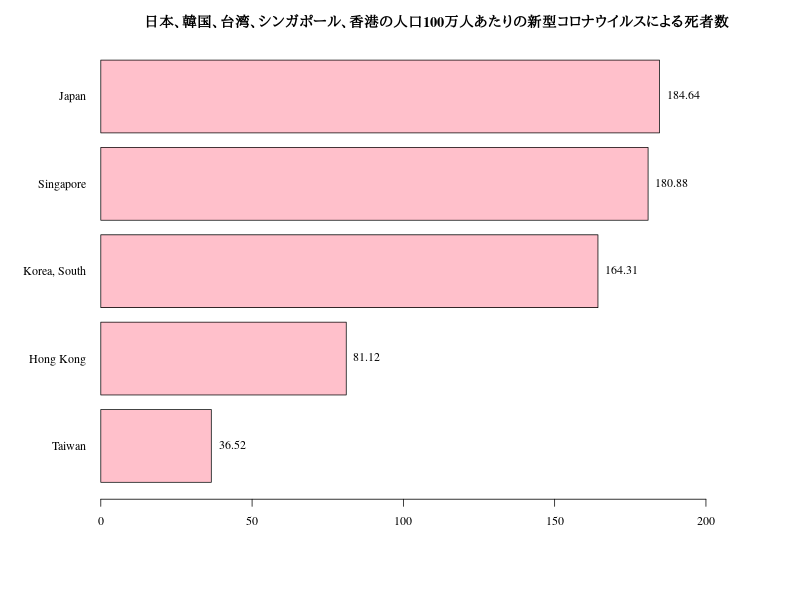 日本、韓国、台湾、シンガポール、香港の人口100万人あたりの新型コロナウイルスによる死者数
Japan
184.64
Singapore
180.88
Korea, South
164.31
Hong Kong
81.12
Taiwan
36.52
0 50 100 150 200